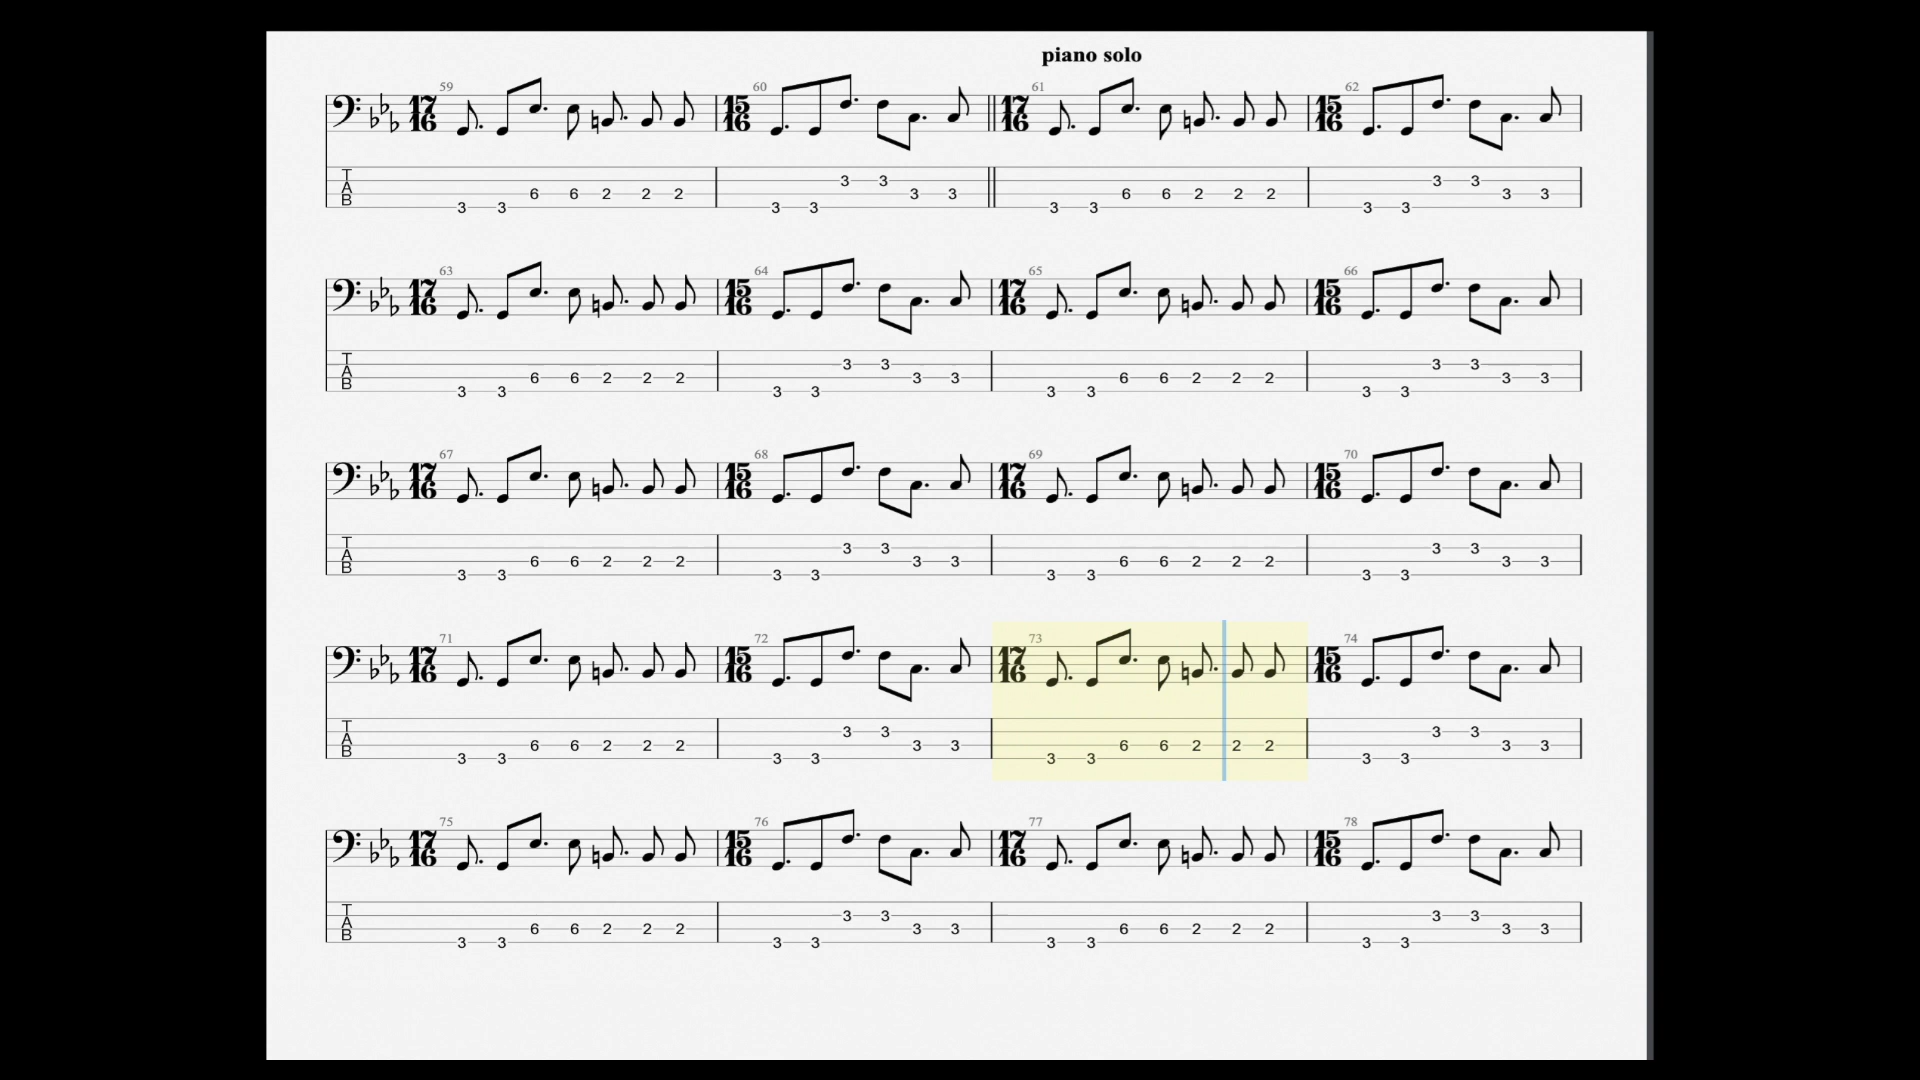 piano solo
59 60 61 62
17 15 17 15
16 16 16 16
T 3 3 3 3
A 6 6 2 2 2 3 3 6 6 2 2 2 3 3
B 3 3 3 3 3 3 3 3
63 64 65 66
17 15 17 15
16 16 16 16
T 3 3 3 3
A 6 6 2 2 2 3 3 6 6 2 2 2 3 3
B 3 3 3 3 3 3 3 3
67 68 69 70
17 15 17 15
16 16 16 16
T 3 3 3 3
A 6 6 2 2 2 3 3 6 6 2 2 2 3 3
B 3 3 3 3 3 3 3 3
71 72 73 74
17 15 17 15
16 16 16 16
T 3 3 3 3
A 6 6 2 2 2 3 3 6 6 2 2 2 3 3
B 3 3 3 3 3 3 3 3
75 76 77 78
17 15 17 15
16 16 16 16
T 3 3 3 3
A 6 6 2 2 2 3 3 6 6 2 2 2 3 3
B 3 3 3 3 3 3 3 3